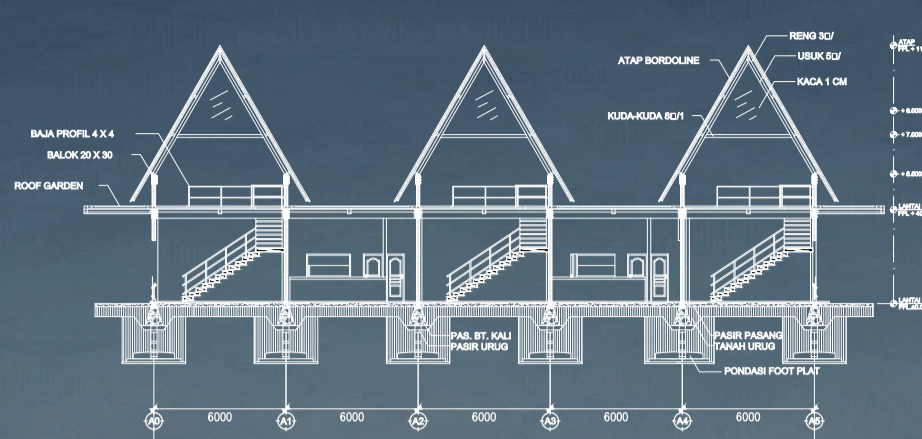 RENG 3□/
USUK 5□/
ATAP BORDOLINE
KACA 1 CM
KUDA-KUDA 8□/1
BAJA PROFIL 4 X 4
BALOK 20 X 30
ROOF GARDEN
ATAP
+7.000
+5.500
LANTAI
LANTAI
PAS. BT. KALI
PASIR URUG
PASIR PASANG
TANAH URUG
PONDASI FOOT PLAT
6000 6000 6000 6000 6000
A0 A1 A2 A3 A4 A5